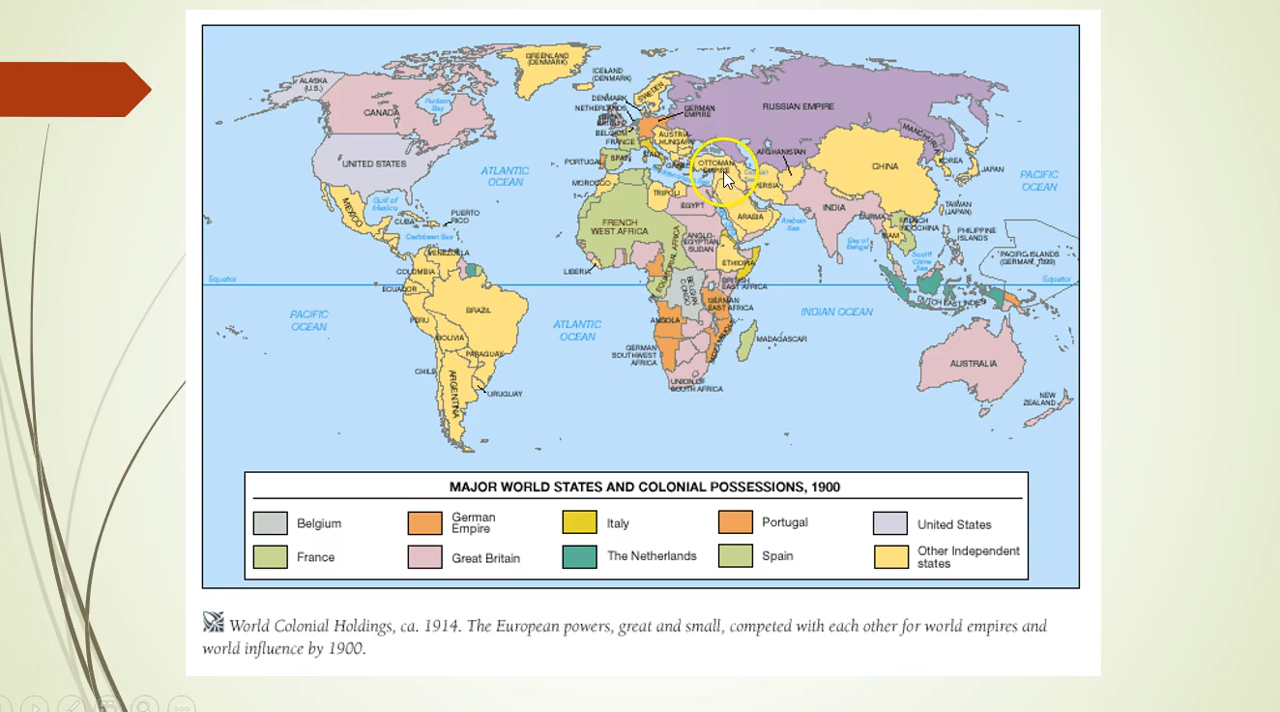 GREENLAND
(DENMARK)
ICELAND
(DENMARK)
ALASKA
(U.S.)
CANADA
Hudson
Bay
DENMARK
NETHERLANDS
SWEDEN
GERMAN
EMPIRE
RUSSIAN EMPIRE
BELGIUM
FRANCE
AUSTRIA
HUNGARY
MANCHURIA
UNITED STATES
ATLANTIC
OCEAN
PORTUGAL
SPAIN
OTTOMAN
EMPIRE
AFGHANISTAN
CHINA
KOREA
JAPAN
PACIFIC
OCEAN
MOROCCO
TRIPOLI
PERSIA
MEXICO
Gulf of
Mexico
CUBA
PUERTO
RICO
Caribbean Sea
FRENCH
WEST AFRICA
EGYPT
ARABIA
Arabian
Sea
INDIA
BURMA
TAIWAN
(JAPAN)
Bay of
Bengal
SIAM
FRENCH
INDOCHINA
PHILIPPINE
ISLANDS
South
China
Sea
ANGLO-
EGYPTIAN
SUDAN
PACIFIC ISLANDS
(GERMAN, 1899)
VENEZUELA
COLOMBIA
LIBERIA
ETHIOPIA
Equator
ECUADOR
BRITISH
EAST AFRICA
Equator
BELGIAN
CONGO
GERMAN
EAST AFRICA
DUTCH EAST INDIES
PACIFIC
OCEAN
PERU
BRAZIL
ATLANTIC
OCEAN
ANGOLA
INDIAN OCEAN
BOLIVIA
PARAGUAY
GERMAN
SOUTHWEST
AFRICA
MADAGASCAR
CHILE
ARGENTINA
URUGUAY
UNION OF
SOUTH AFRICA
AUSTRALIA
NEW
ZEALAND
MAJOR WORLD STATES AND COLONIAL POSSESSIONS, 1900
Belgium
German
Empire
Italy
Portugal
United States
France
Great Britain
The Netherlands
Spain
Other Independent
states
World Colonial Holdings, ca. 1914. The European powers, great and small, competed with each other for world empires and
world influence by 1900.